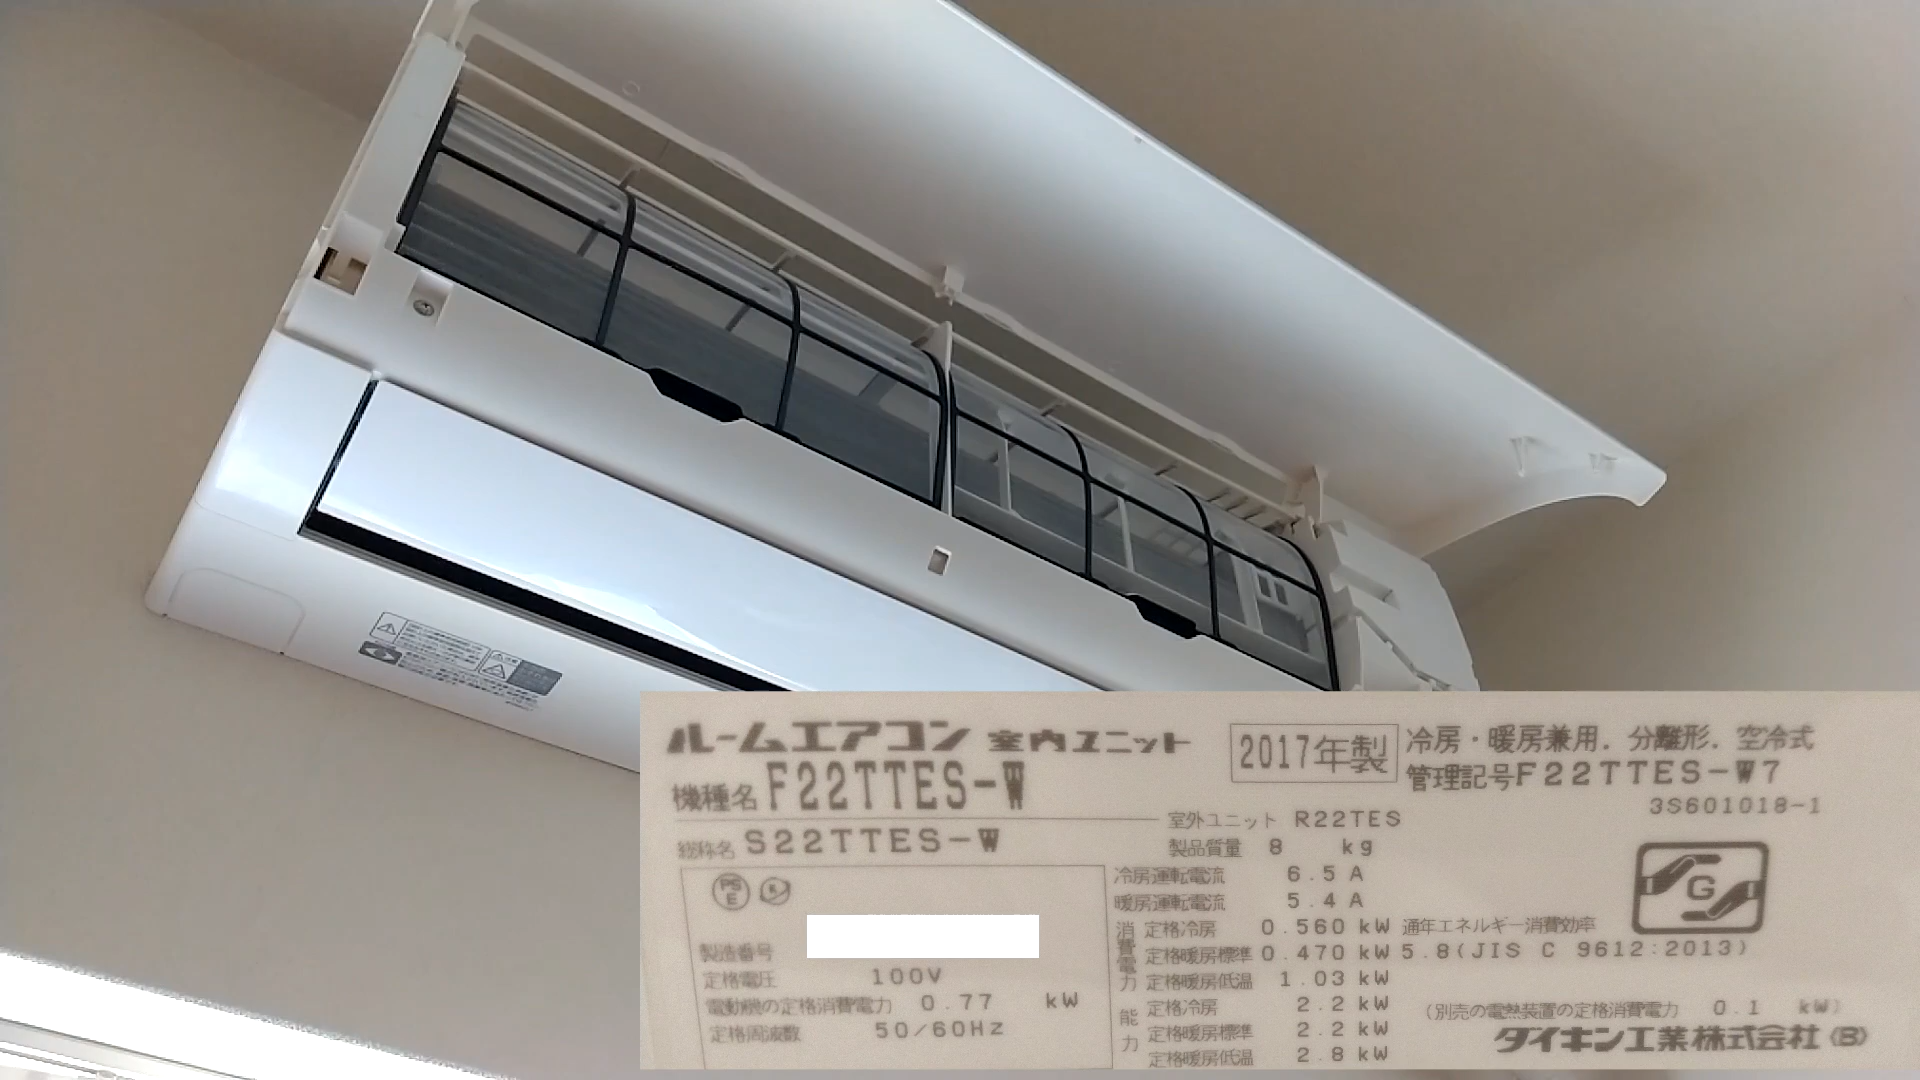 ルームエアコン 室内ユニット
2017年製
冷房・暖房兼用．分離形．空冷式
機種名 F22TTES-W
管理記号F22TTES-W7
3S601018-1
総称名 S22TTES-W
室外ユニット R22TES
製品質量 8 kg
冷房運転電流 6.5 A
暖房運転電流 5.4 A
消費電力 定格冷房 0.560 kW
定格暖房標準 0.470 kW
定格暖房低温 1.03 kW
通年エネルギー消費効率
5.8(JIS C 9612:2013)
能力 定格冷房 2.2 kW
定格暖房標準 2.2 kW
定格暖房低温 2.8 kW
PS
E
製造番号
定格電圧 100V
電動機の定格消費電力 0.77 kW
定格周波数 50/60Hz
G
(別売の電熱装置の定格消費電力 0.1 kW)
ダイキン工業株式会社 (B)